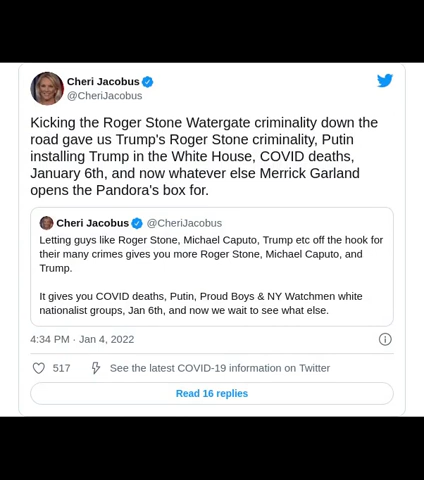 Cheri Jacobus
@CheriJacobus
Kicking the Roger Stone Watergate criminality down the
road gave us Trump's Roger Stone criminality, Putin
installing Trump in the White House, COVID deaths,
January 6th, and now whatever else Merrick Garland
opens the Pandora's box for.
Cheri Jacobus @CheriJacobus
Letting guys like Roger Stone, Michael Caputo, Trump etc off the hook for
their many crimes gives you more Roger Stone, Michael Caputo, and
Trump.
It gives you COVID deaths, Putin, Proud Boys & NY Watchmen white
nationalist groups, Jan 6th, and now we wait to see what else.
4:34 PM · Jan 4, 2022
517 See the latest COVID-19 information on Twitter
Read 16 replies